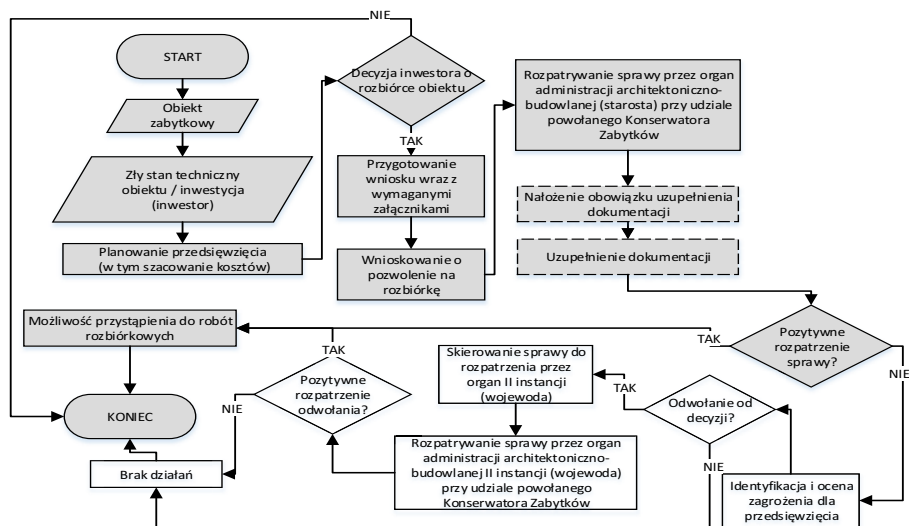 NIE
START
Obiekt
zabytkowy
Zły stan techniczny
obiektu / inwestycja
(inwestor)
Planowanie przedsięwzięcia
(w tym szacowanie kosztów)
Decyzja inwestora o
rozbiórce obiektu
TAK
Przygotowanie
wniosku wraz z
wymaganymi
załącznikami
Wnioskowanie o
pozwolenie na
rozbiórkę
Rozpatrywanie sprawy przez organ
administracji architektoniczno-
budowlanej (starosta) przy udziale
powołanego Konserwatora
Zabytków
Nałożenie obowiązku uzupełnienia
dokumentacji
Uzupełnienie dokumentacji
Pozytywne
rozpatrzenie
sprawy?
TAK
NIE
Możliwość przystąpienia do robót
rozbiórkowych
KONIEC
Brak działań
TAK
Pozytywne
rozpatrzenie
odwołania?
NIE
Skierowanie sprawy do
rozpatrzenia przez
organ II instancji
(wojewoda)
TAK
Odwołanie od
decyzji?
NIE
Rozpatrywanie sprawy przez organ
administracji architektoniczno-
budowlanej II instancji (wojewoda)
przy udziale powołanego
Konserwatora Zabytków
Identyfikacja i ocena
zagrożenia dla
przedsięwzięcia